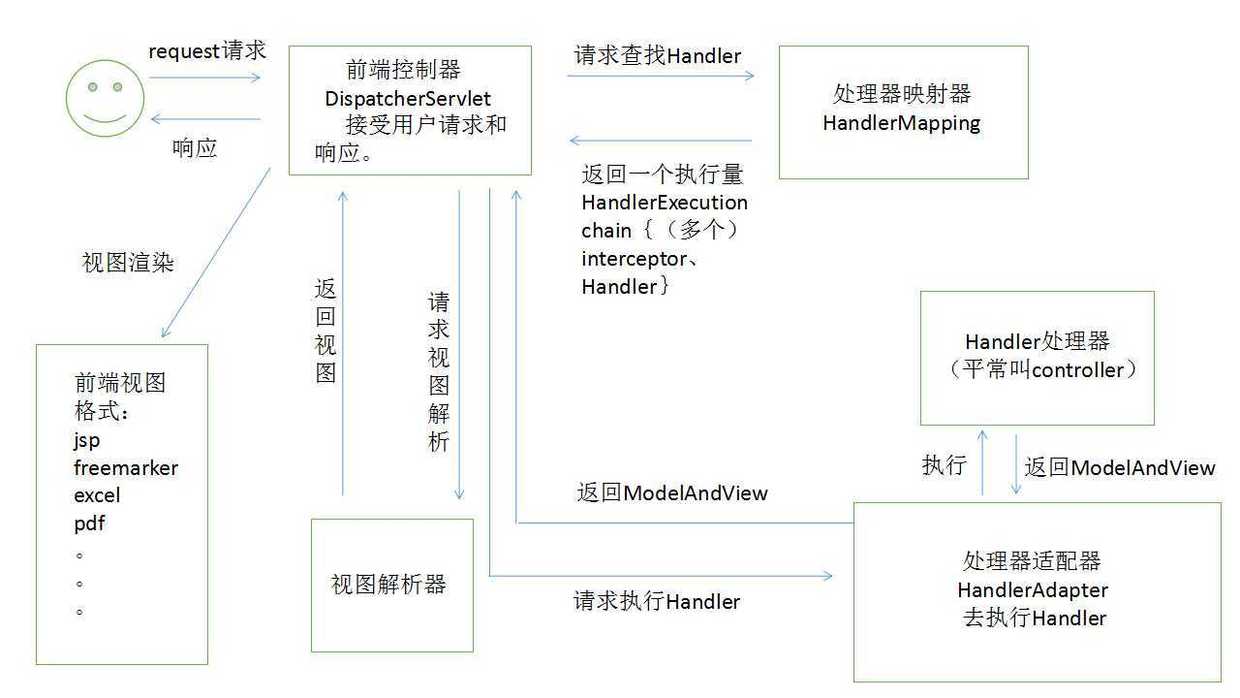 request请求
响应
前端控制器
DispatcherServlet
接受用户请求和
响应。
请求查找Handler
处理器映射器
HandlerMapping
返回一个执行量
HandlerExecution
chain｛（多个）
interceptor、
Handler｝
视图渲染
返回视图
请求视图解析
前端视图
格式：
jsp
freemarker
excel
pdf
。
。
。
Handler处理器
（平常叫controller）
执行
返回ModelAndView
返回ModelAndView
视图解析器
请求执行Handler
处理器适配器
HandlerAdapter
去执行Handler